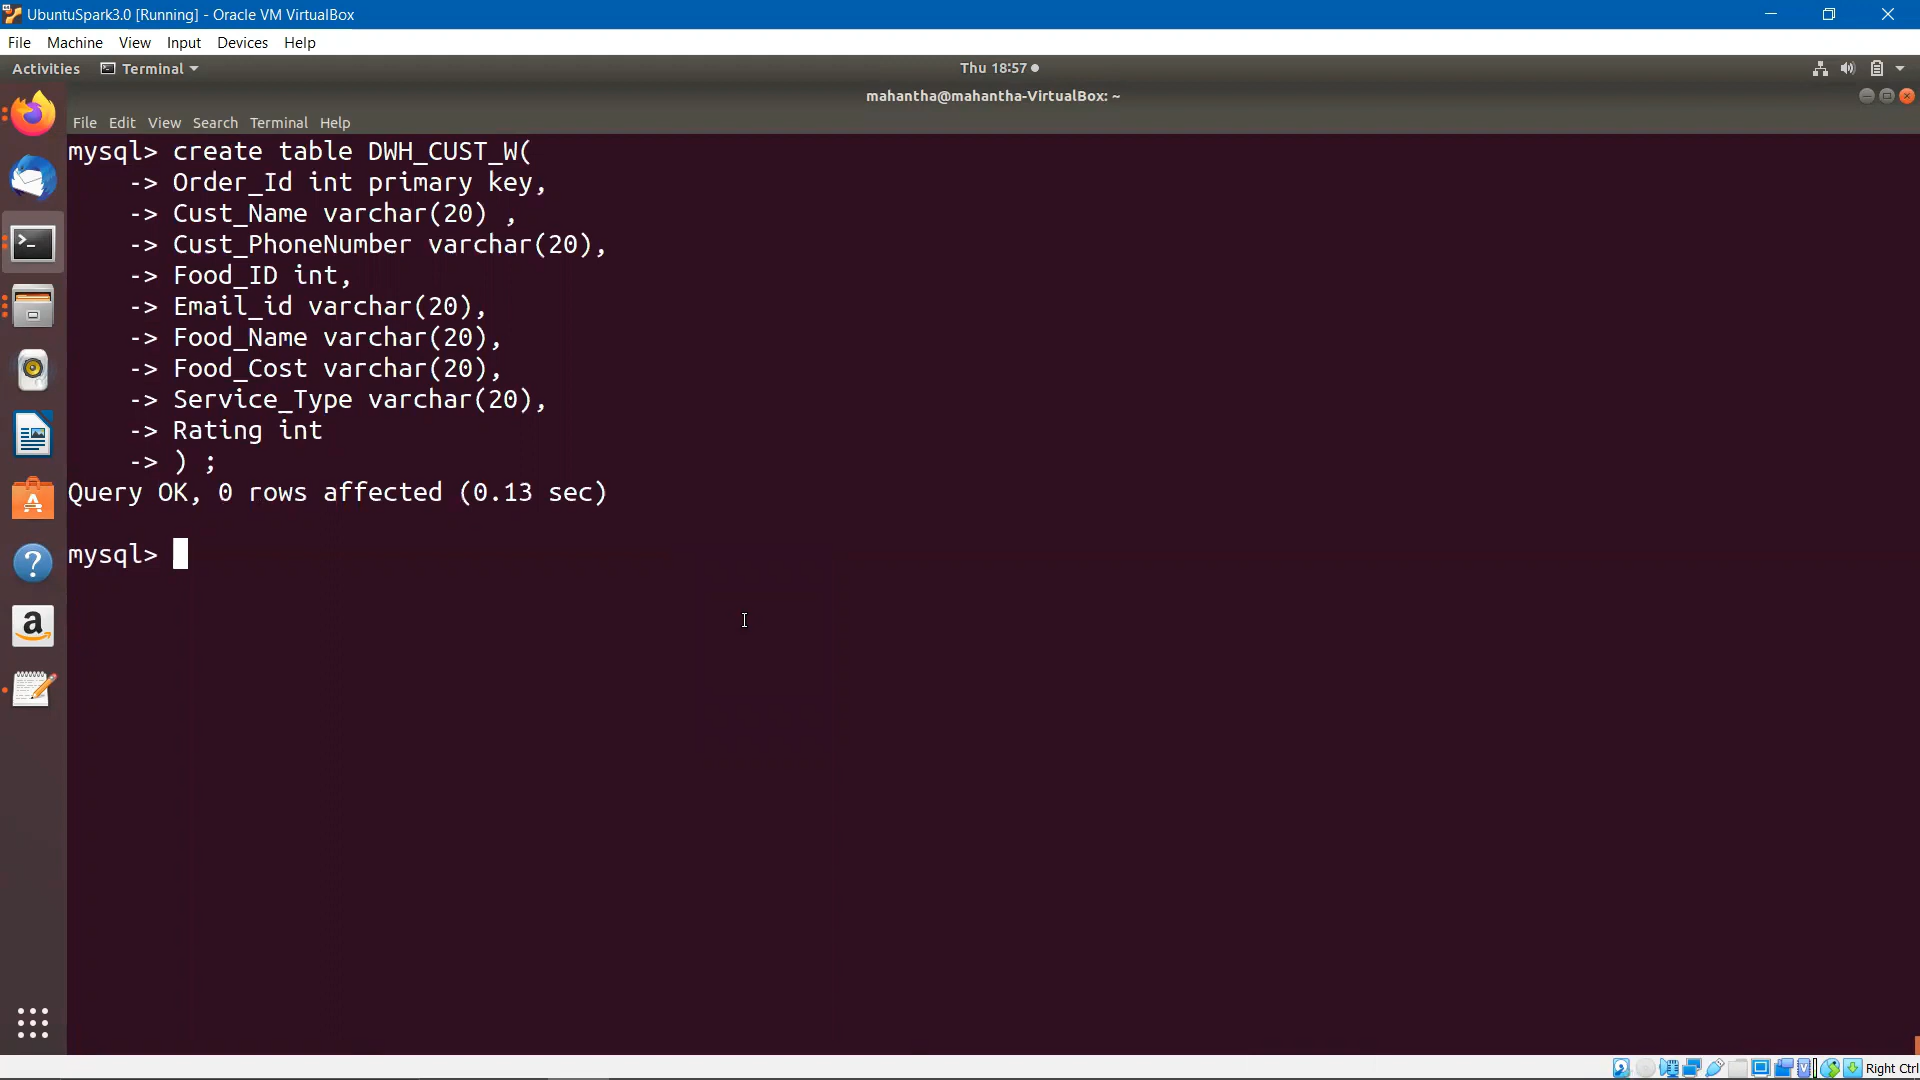 UbuntuSpark3.0 [Running] - Oracle VM VirtualBox
File Machine View Input Devices Help
Activities Terminal Thu 18:57
mahantha@mahantha-VirtualBox: ~
File Edit View Search Terminal Help
mysql> create table DWH_CUST_W(
-> Order_Id int primary key,
-> Cust_Name varchar(20) ,
-> Cust_PhoneNumber varchar(20),
-> Food_ID int,
-> Email_id varchar(20),
-> Food_Name varchar(20),
-> Food_Cost varchar(20),
-> Service_Type varchar(20),
-> Rating int
-> ) ;
Query OK, 0 rows affected (0.13 sec)
mysql>
Right Ctrl